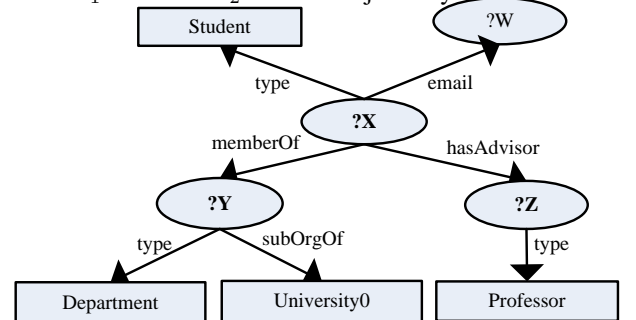 Student
?W
type
email
?X
memberOf
hasAdvisor
?Y
?Z
type
subOrgOf
type
Department
University0
Professor